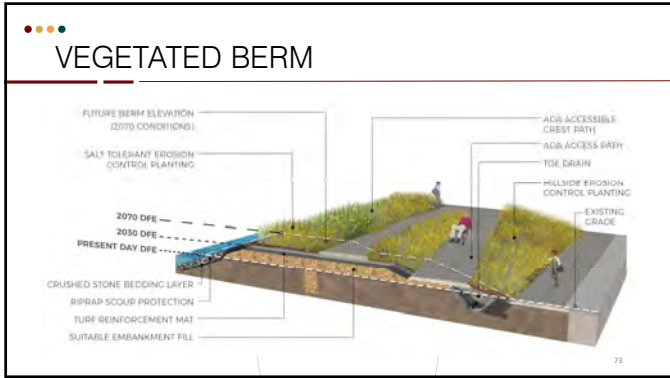 VEGETATED BERM
FUTURE BERM ELEVATION
(2070 CONDITIONS)
SALT TOLERANT EROSION
CONTROL PLANTING
2070 DFE
2030 DFE
PRESENT DAY DFE
CRUSHED STONE BEDDING LAYER
RIPRAP SCOUR PROTECTION
TURF REINFORCEMENT MAT
SUITABLE EMBANKMENT FILL
ADA ACCESSIBLE
CREST PATH
ADA ACCESS PATH
TOE DRAIN
HILLSIDE EROSION
CONTROL PLANTING
EXISTING
GRADE
73